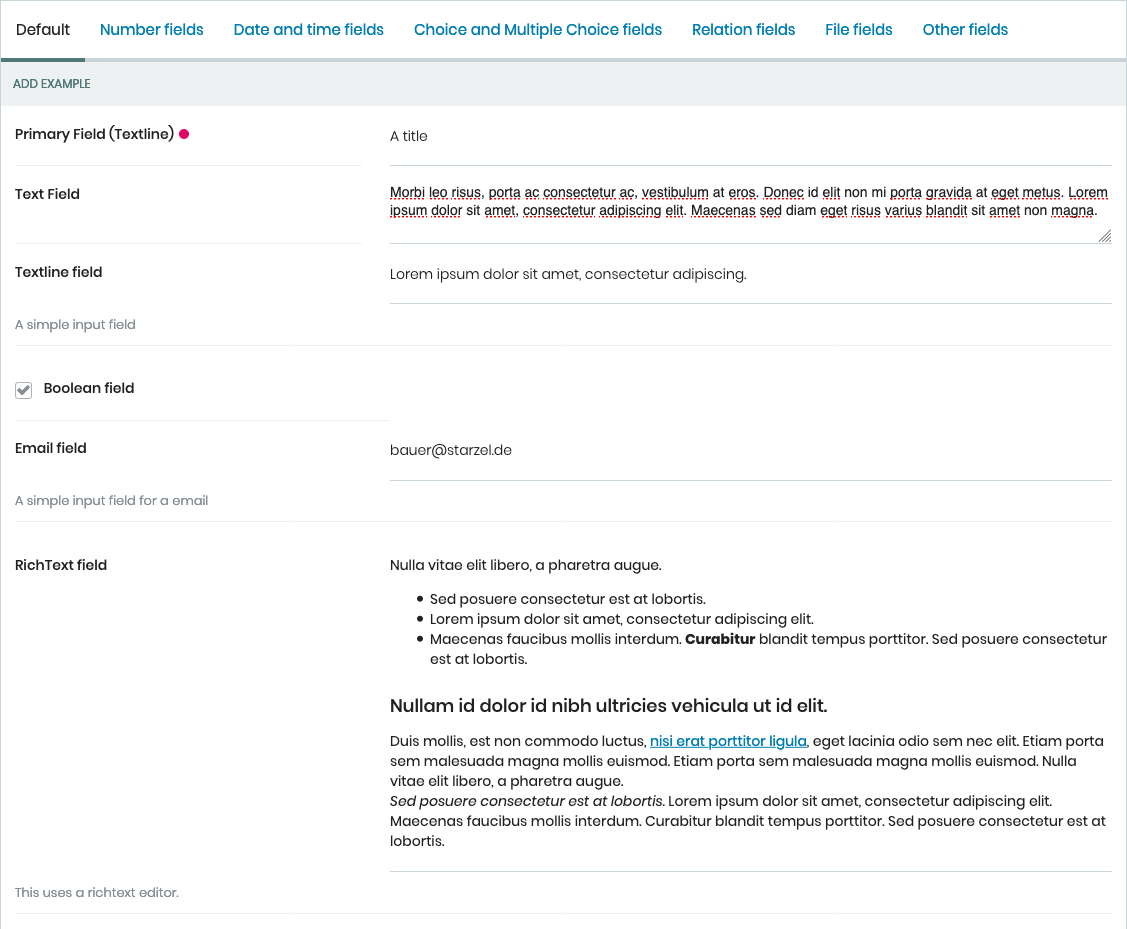 Default Number fields Date and time fields Choice and Multiple Choice fields Relation fields File fields Other fields
ADD EXAMPLE
Primary Field (Textline)
A title
Text Field
Morbi leo risus, porta ac consectetur ac, vestibulum at eros. Donec id elit non mi porta gravida at eget metus. Lorem
ipsum dolor sit amet, consectetur adipiscing elit. Maecenas sed diam eget risus varius blandit sit amet non magna.
Textline field
Lorem ipsum dolor sit amet, consectetur adipiscing.
A simple input field
Boolean field
Email field
bauer@starzel.de
A simple input field for a email
RichText field
Nulla vitae elit libero, a pharetra augue.
Sed posuere consectetur est at lobortis.
Lorem ipsum dolor sit amet, consectetur adipiscing elit.
Maecenas faucibus mollis interdum. Curabitur blandit tempus porttitor. Sed posuere consectetur
est at lobortis.
Nullam id dolor id nibh ultricies vehicula ut id elit.
Duis mollis, est non commodo luctus, nisi erat porttitor ligula, eget lacinia odio sem nec elit. Etiam porta
sem malesuada magna mollis euismod. Etiam porta sem malesuada magna mollis euismod. Nulla
vitae elit libero, a pharetra augue.
Sed posuere consectetur est at lobortis. Lorem ipsum dolor sit amet, consectetur adipiscing elit.
Maecenas faucibus mollis interdum. Curabitur blandit tempus porttitor. Sed posuere consectetur est at
lobortis.
This uses a richtext editor.